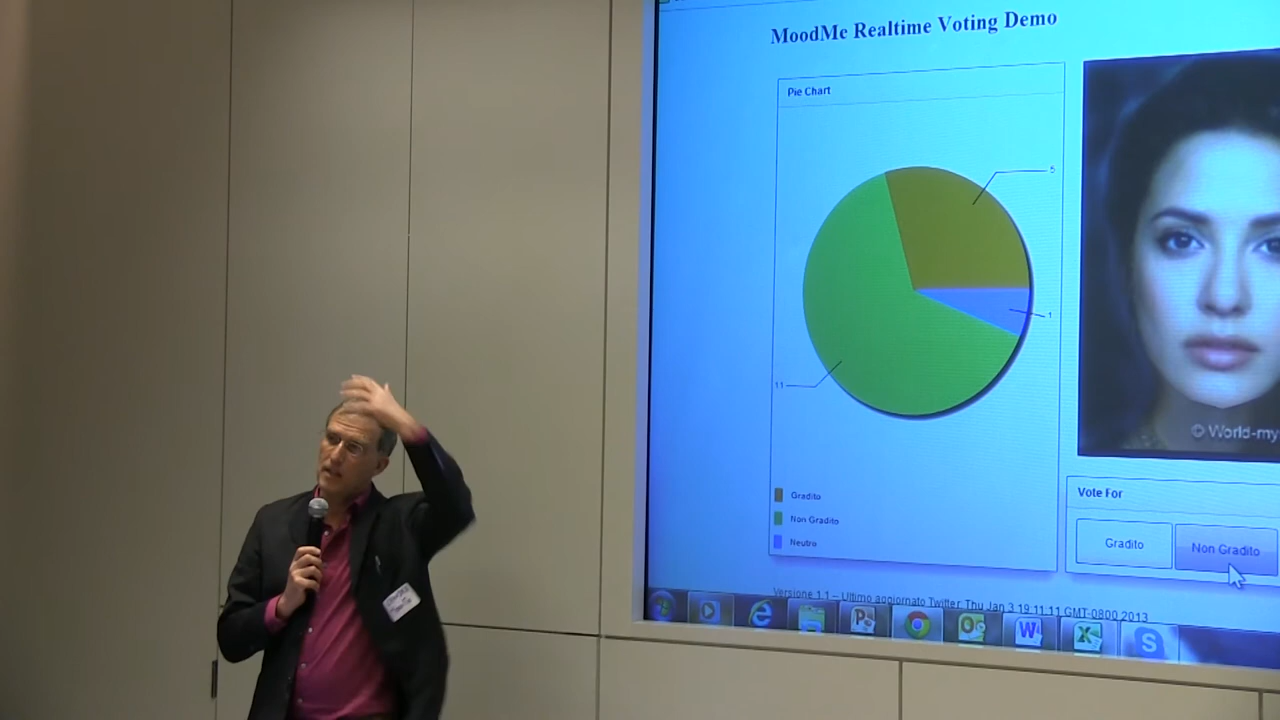 MoodMe Realtime Voting Demo
Pie Chart
5
1
11
Gradito
Non Gradito
Neutro
© World-my
Vote For
Gradito
Non Gradito
Versione 1.1 – Ultimo aggiornato Twitter: Thu Jan 3 19:11:11 GMT-0800 2013